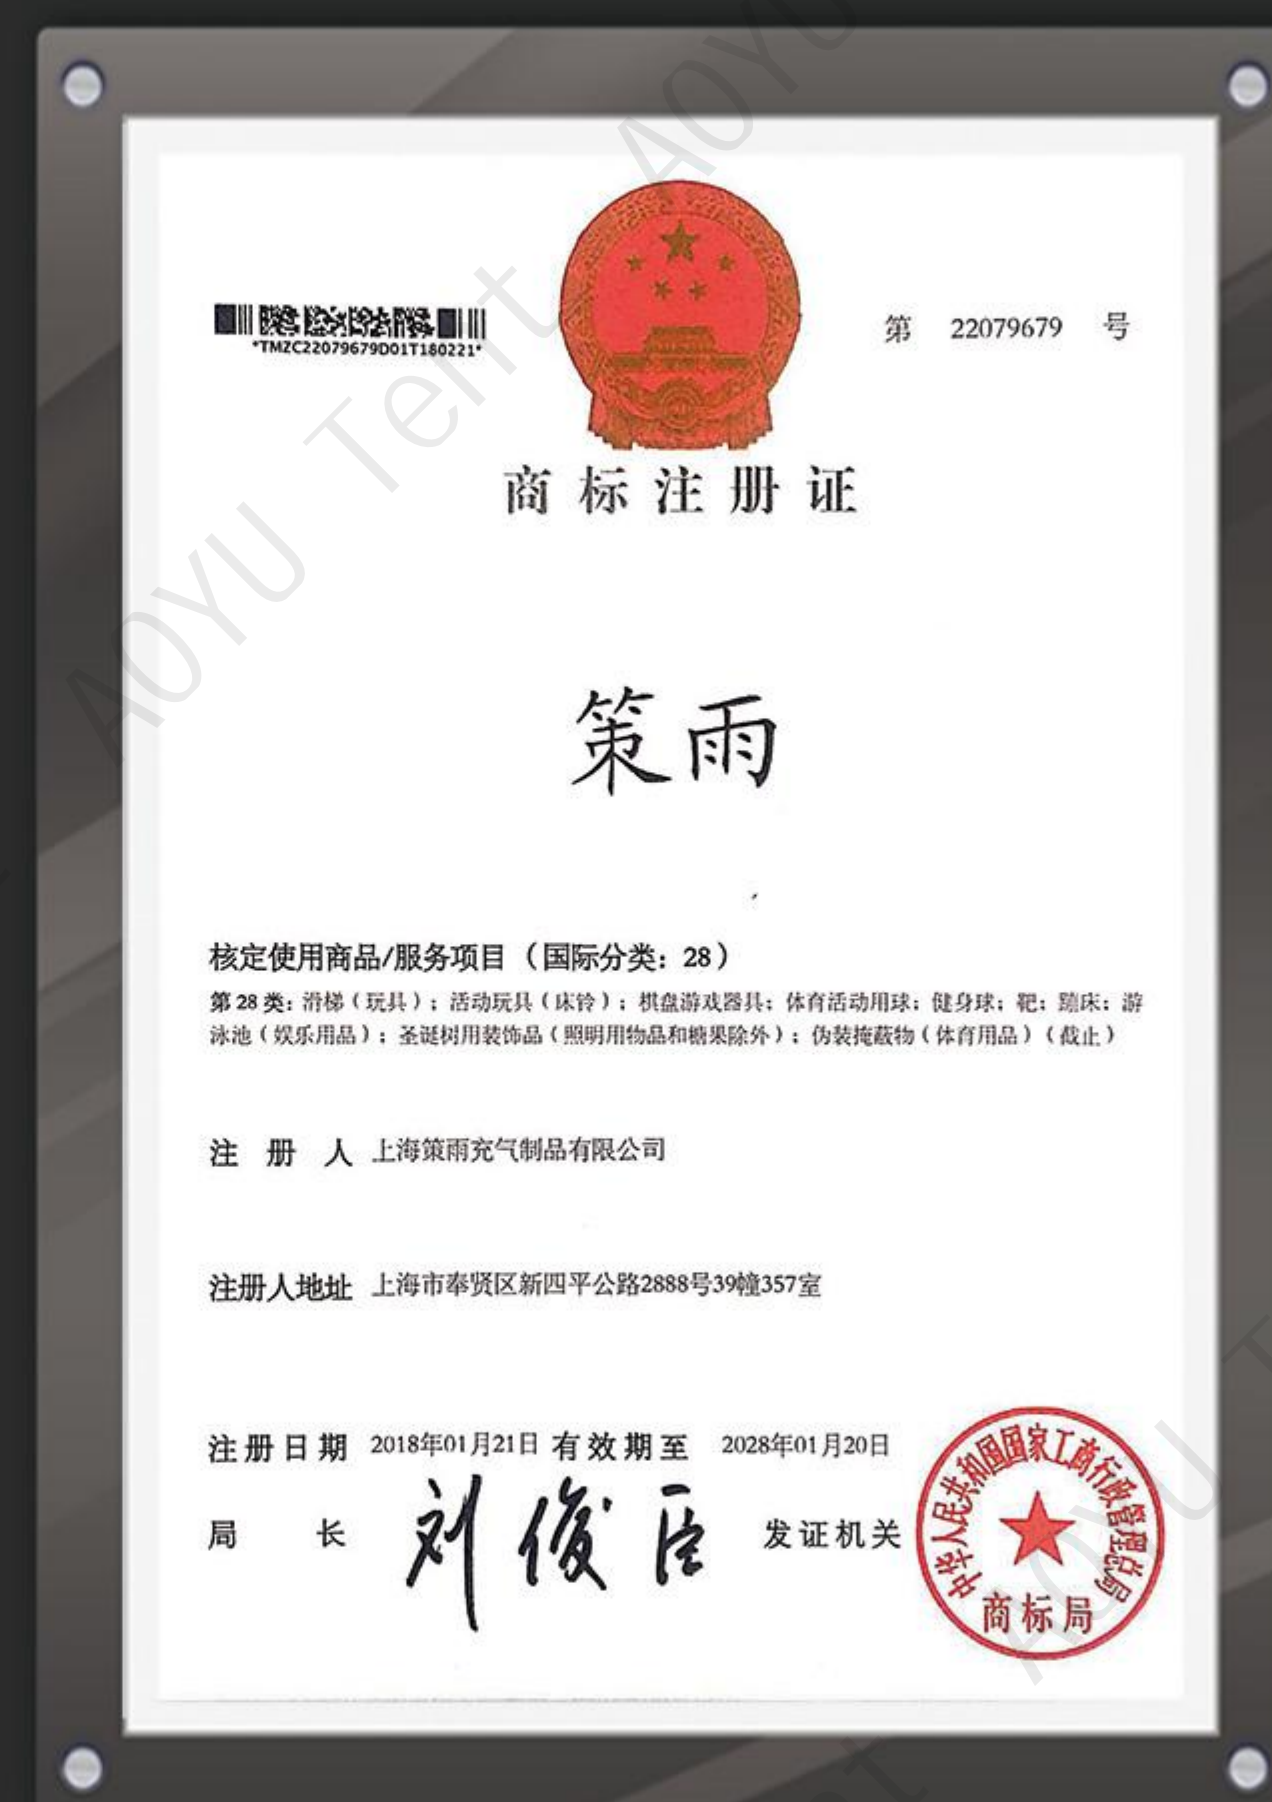 *TMZC22079679D01T180221*
第 22079679 号
商标注册证
策雨
核定使用商品/服务项目（国际分类：28）
第28类：滑梯（玩具）；活动玩具（床铃）；棋盘游戏器具；体育活动用球；健身球；靶；蹦床；游
泳池（娱乐用品）；圣诞树用装饰品（照明用物品和糖果除外）；伪装掩蔽物（体育用品）（截止）
注册人 上海策雨充气制品有限公司
注册人地址 上海市奉贤区新四平公路2888号39幢357室
注册日期 2018年01月21日 有效期至 2028年01月20日
局长 刘俊臣 发证机关
中华人民共和国国家工商行政管理总局
商标局
AOYU Tent
AOYU
AOYU T